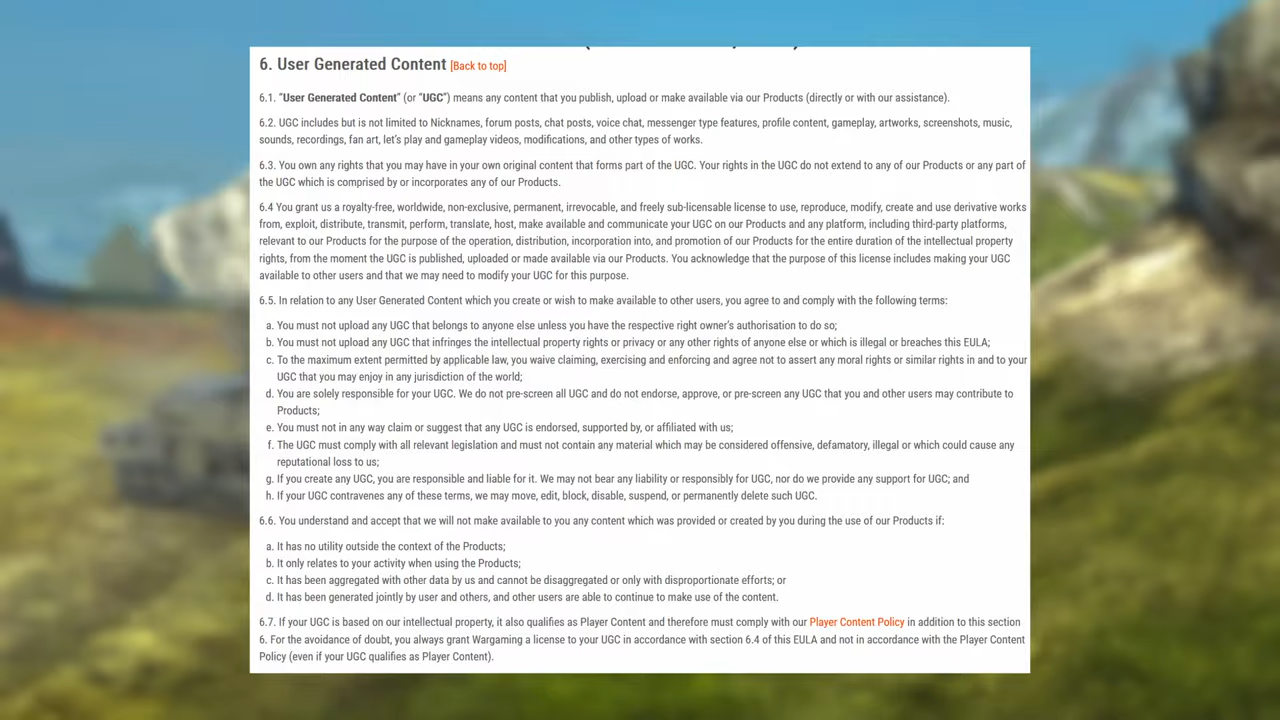 6. User Generated Content [Back to top]
6.1. "User Generated Content" (or "UGC") means any content that you publish, upload or make available via our Products (directly or with our assistance).
6.2. UGC includes but is not limited to Nicknames, forum posts, chat posts, voice chat, messenger type features, profile content, gameplay, artworks, screenshots, music,
sounds, recordings, fan art, let's play and gameplay videos, modifications, and other types of works.
6.3. You own any rights that you may have in your own original content that forms part of the UGC. Your rights in the UGC do not extend to any of our Products or any part of
the UGC which is comprised by or incorporates any of our Products.
6.4 You grant us a royalty-free, worldwide, non-exclusive, permanent, irrevocable, and freely sub-licensable license to use, reproduce, modify, create and use derivative works
from, exploit, distribute, transmit, perform, translate, host, make available and communicate your UGC on our Products and any platform, including third-party platforms,
relevant to our Products for the purpose of the operation, distribution, incorporation into, and promotion of our Products for the entire duration of the intellectual property
rights, from the moment the UGC is published, uploaded or made available via our Products. You acknowledge that the purpose of this license includes making your UGC
available to other users and that we may need to modify your UGC for this purpose.
6.5. In relation to any User Generated Content which you create or wish to make available to other users, you agree to and comply with the following terms:
a. You must not upload any UGC that belongs to anyone else unless you have the respective right owner's authorisation to do so;
b. You must not upload any UGC that infringes the intellectual property rights or privacy or any other rights of anyone else or which is illegal or breaches this EULA;
c. To the maximum extent permitted by applicable law, you waive claiming, exercising and enforcing and agree not to assert any moral rights or similar rights in and to your
UGC that you may enjoy in any jurisdiction of the world;
d. You are solely responsible for your UGC. We do not pre-screen all UGC and do not endorse, approve, or pre-screen any UGC that you and other users may contribute to
Products;
e. You must not in any way claim or suggest that any UGC is endorsed, supported by, or affiliated with us;
f. The UGC must comply with all relevant legislation and must not contain any material which may be considered offensive, defamatory, illegal or which could cause any
reputational loss to us;
g. If you create any UGC, you are responsible and liable for it. We may not bear any liability or responsibly for UGC, nor do we provide any support for UGC; and
h. If your UGC contravenes any of these terms, we may move, edit, block, disable, suspend, or permanently delete such UGC.
6.6. You understand and accept that we will not make available to you any content which was provided or created by you during the use of our Products if:
a. It has no utility outside the context of the Products;
b. It only relates to your activity when using the Products;
c. It has been aggregated with other data by us and cannot be disaggregated or only with disproportionate efforts; or
d. It has been generated jointly by user and others, and other users are able to continue to make use of the content.
6.7. If your UGC is based on our intellectual property, it also qualifies as Player Content and therefore must comply with our Player Content Policy in addition to this section
6. For the avoidance of doubt, you always grant Wargaming a license to your UGC in accordance with section 6.4 of this EULA and not in accordance with the Player Content
Policy (even if your UGC qualifies as Player Content).